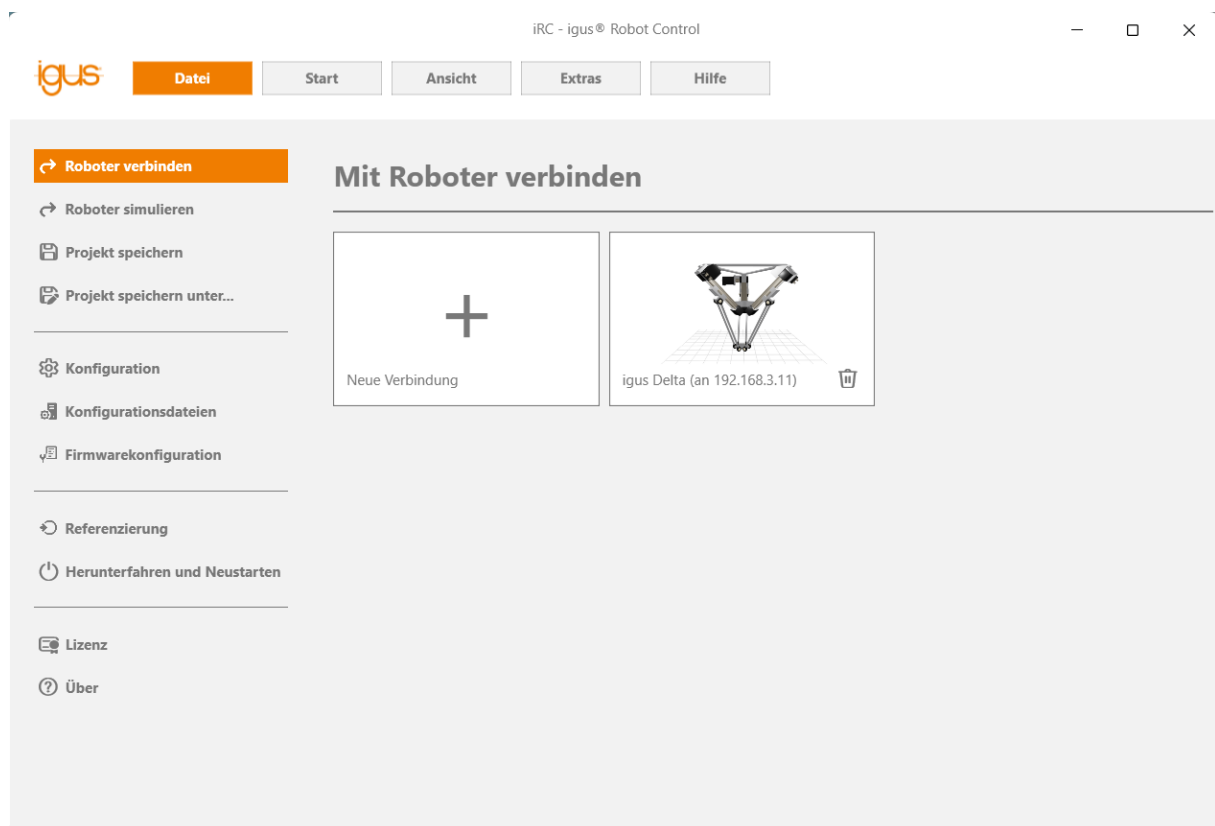 iRC - igus® Robot Control
igus
Datei
Start
Ansicht
Extras
Hilfe
Roboter verbinden
Roboter simulieren
Projekt speichern
Projekt speichern unter...
Konfiguration
Konfigurationsdateien
Firmwarekonfiguration
Referenzierung
Herunterfahren und Neustarten
Lizenz
Über
Mit Roboter verbinden
Neue Verbindung
igus Delta (an 192.168.3.11)